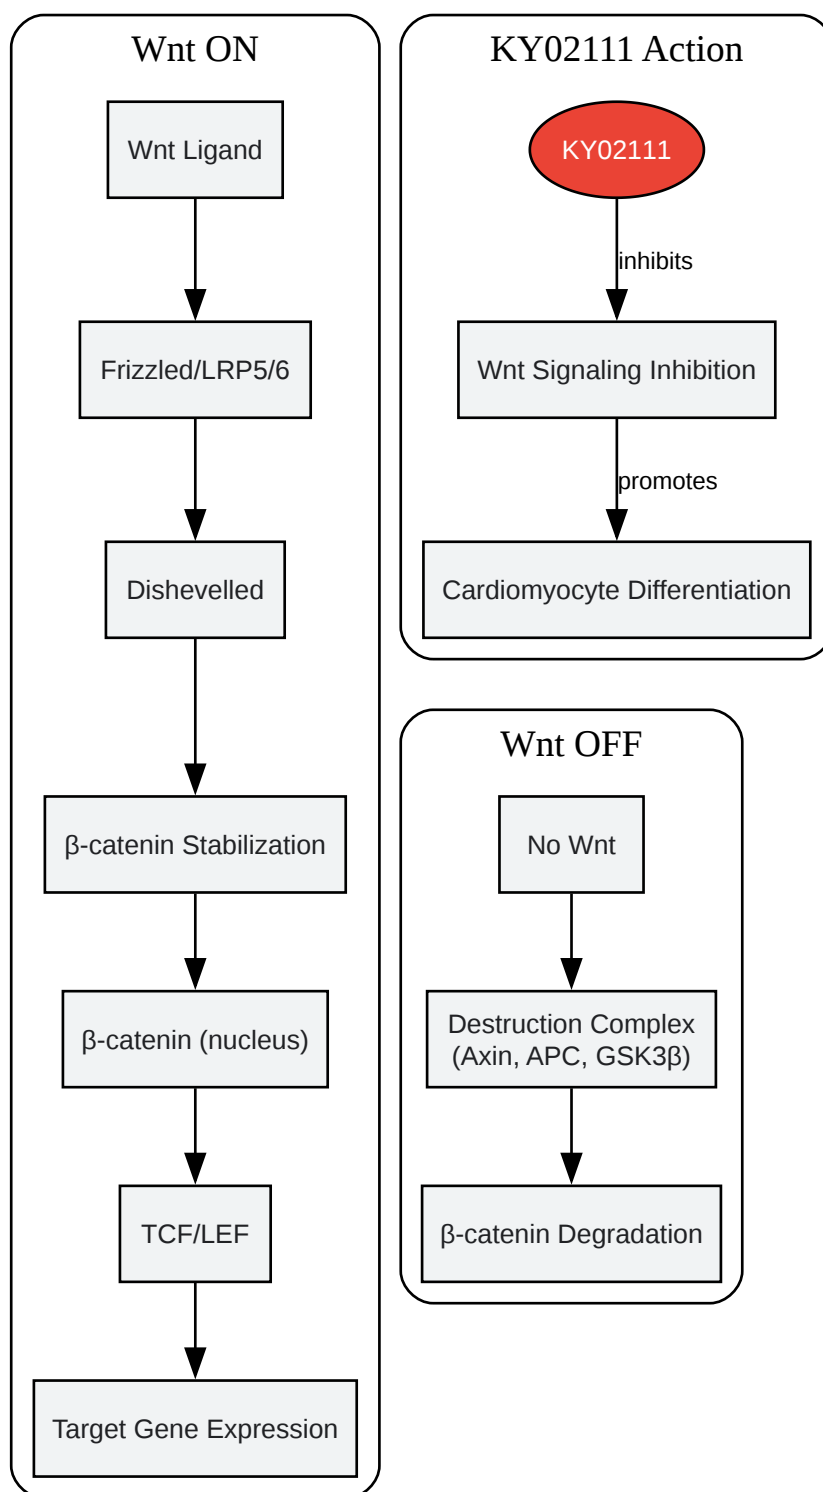 Wnt ON
Wnt Ligand
Frizzled/LRP5/6
Dishevelled
β-catenin Stabilization
β-catenin (nucleus)
TCF/LEF
Target Gene Expression
KY02111 Action
KY02111
inhibits
Wnt Signaling Inhibition
promotes
Cardiomyocyte Differentiation
Wnt OFF
No Wnt
Destruction Complex
(Axin, APC, GSK3β)
β-catenin Degradation